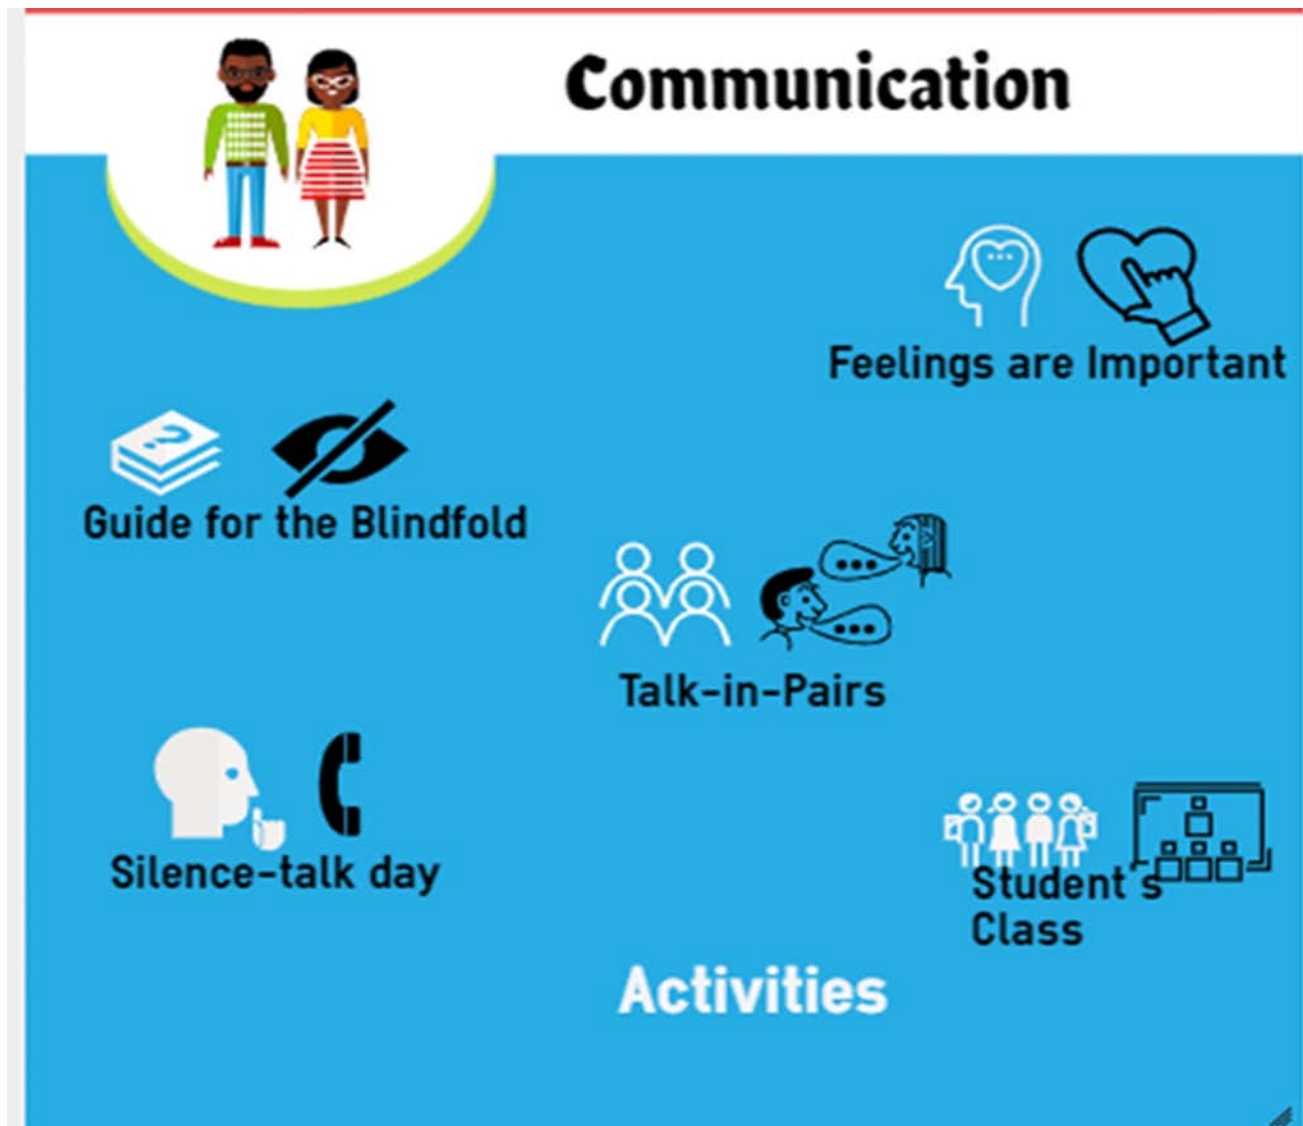 Communication
Feelings are Important
Guide for the Blindfold
Talk-in-Pairs
Silence-talk day
Student´s
Class
Activities